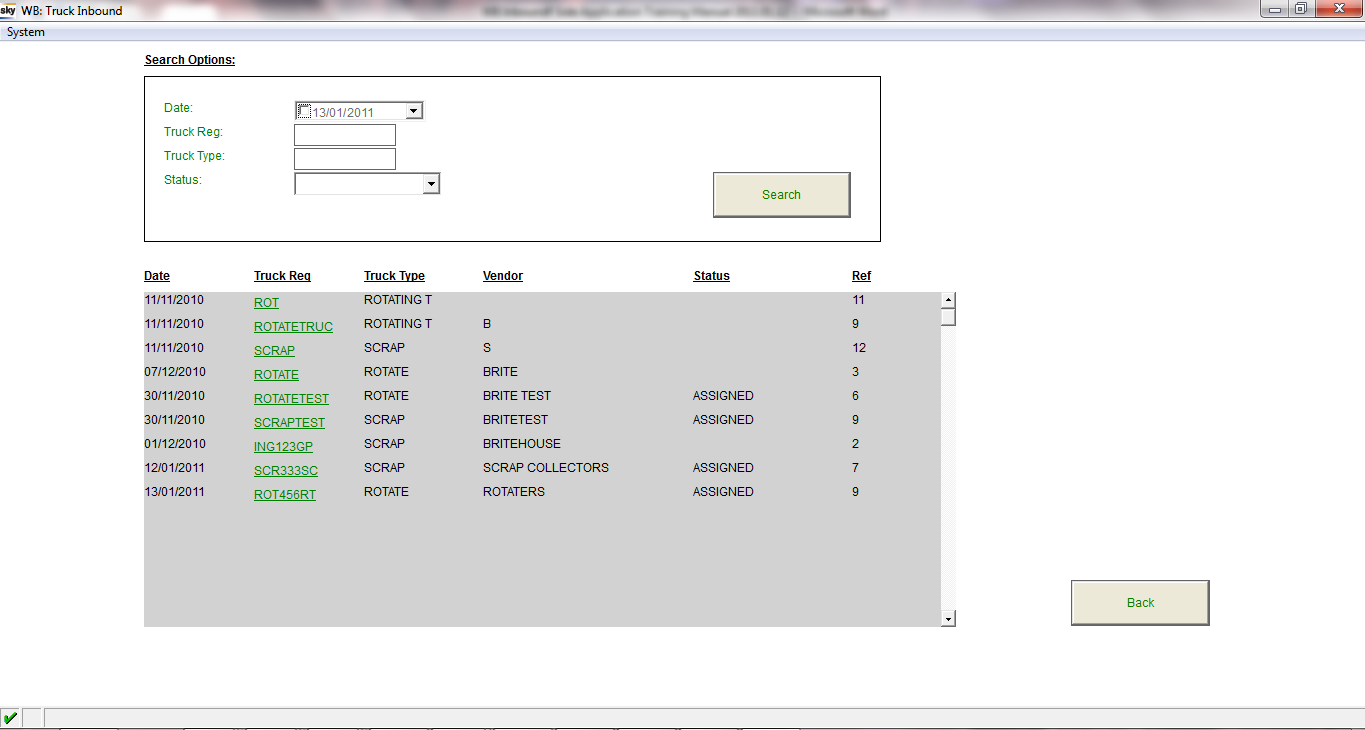 sky WB: Truck Inbound
System
Search Options:
Date: 13/01/2011
Truck Reg:
Truck Type:
Status:
Search
Date Truck Reg Truck Type Vendor Status Ref
11/11/2010 ROT ROTATING T 11
11/11/2010 ROTATETRUC ROTATING T B 9
11/11/2010 SCRAP SCRAP S 12
07/12/2010 ROTATE ROTATE BRITE 3
30/11/2010 ROTATETEST ROTATE BRITE TEST ASSIGNED 6
30/11/2010 SCRAPTEST SCRAP BRITETEST ASSIGNED 9
01/12/2010 ING123GP SCRAP BRITEHOUSE 2
12/01/2011 SCR333SC SCRAP SCRAP COLLECTORS ASSIGNED 7
13/01/2011 ROT456RT ROTATE ROTATERS ASSIGNED 9
Back